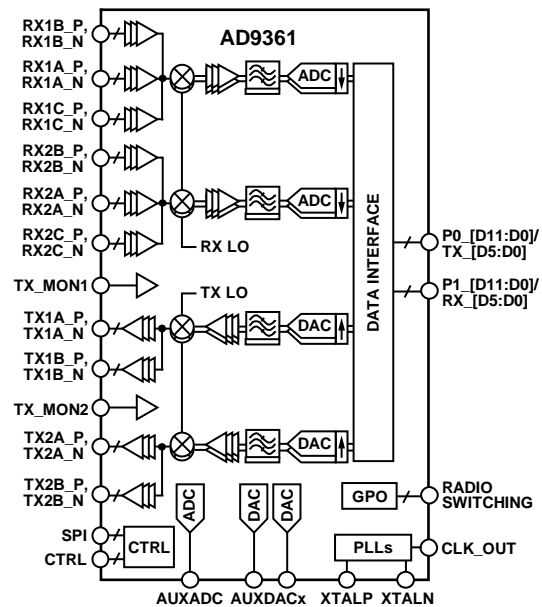 AD9361
RX1B_P,
RX1B_N
RX1A_P,
RX1A_N
RX1C_P,
RX1C_N
RX2B_P,
RX2B_N
RX2A_P,
RX2A_N
RX2C_P,
RX2C_N
TX_MON1
TX1A_P,
TX1A_N
TX1B_P,
TX1B_N
TX_MON2
TX2A_P,
TX2A_N
TX2B_P,
TX2B_N
SPI
CTRL
CTRL
ADC
ADC
RX LO
TX LO
DAC
DAC
DATA INTERFACE
P0_[D11:D0]/
TX_[D5:D0]
P1_[D11:D0]/
RX_[D5:D0]
ADC
DAC
DAC
GPO
RADIO
SWITCHING
PLLs
CLK_OUT
AUXADC
AUXDACx
XTALP
XTALN